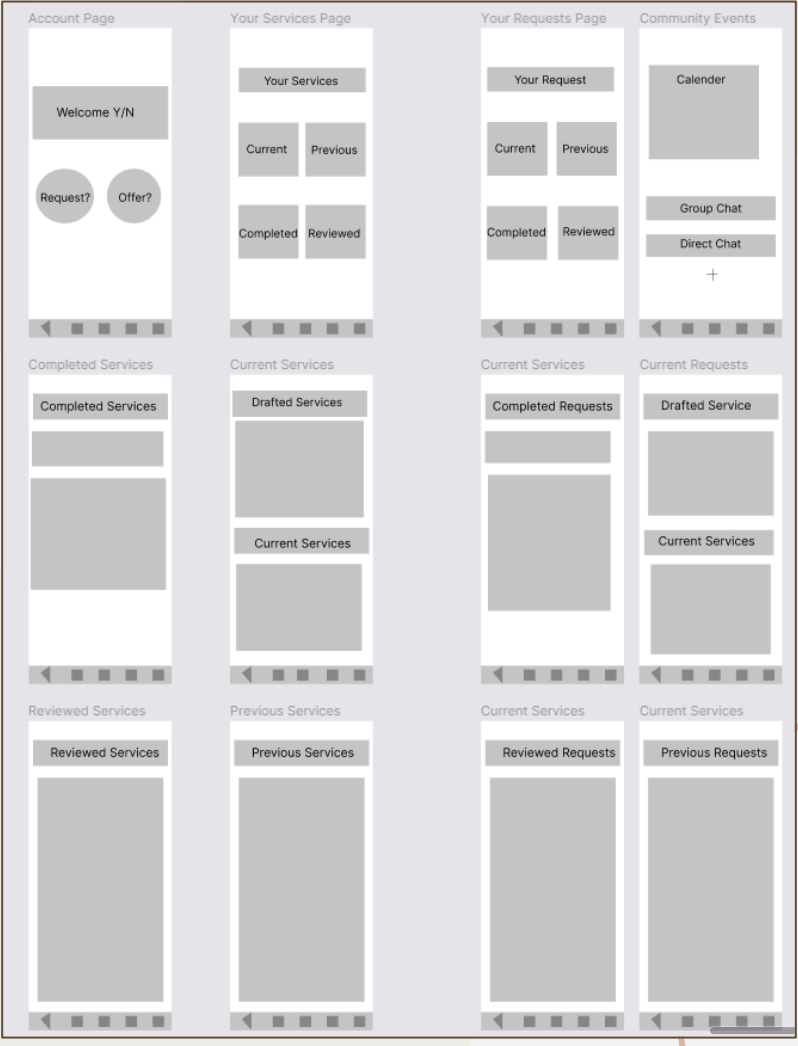 Account Page
Your Services Page
Your Requests Page
Community Events
Welcome Y/N
Request?
Offer?
Your Services
Current
Previous
Completed
Reviewed
Your Request
Current
Previous
Completed
Reviewed
Calender
Group Chat
Direct Chat
Completed Services
Current Services
Current Services
Current Requests
Completed Services
Drafted Services
Current Services
Completed Requests
Drafted Service
Current Services
Reviewed Services
Previous Services
Current Services
Current Services
Reviewed Services
Previous Services
Reviewed Requests
Previous Requests